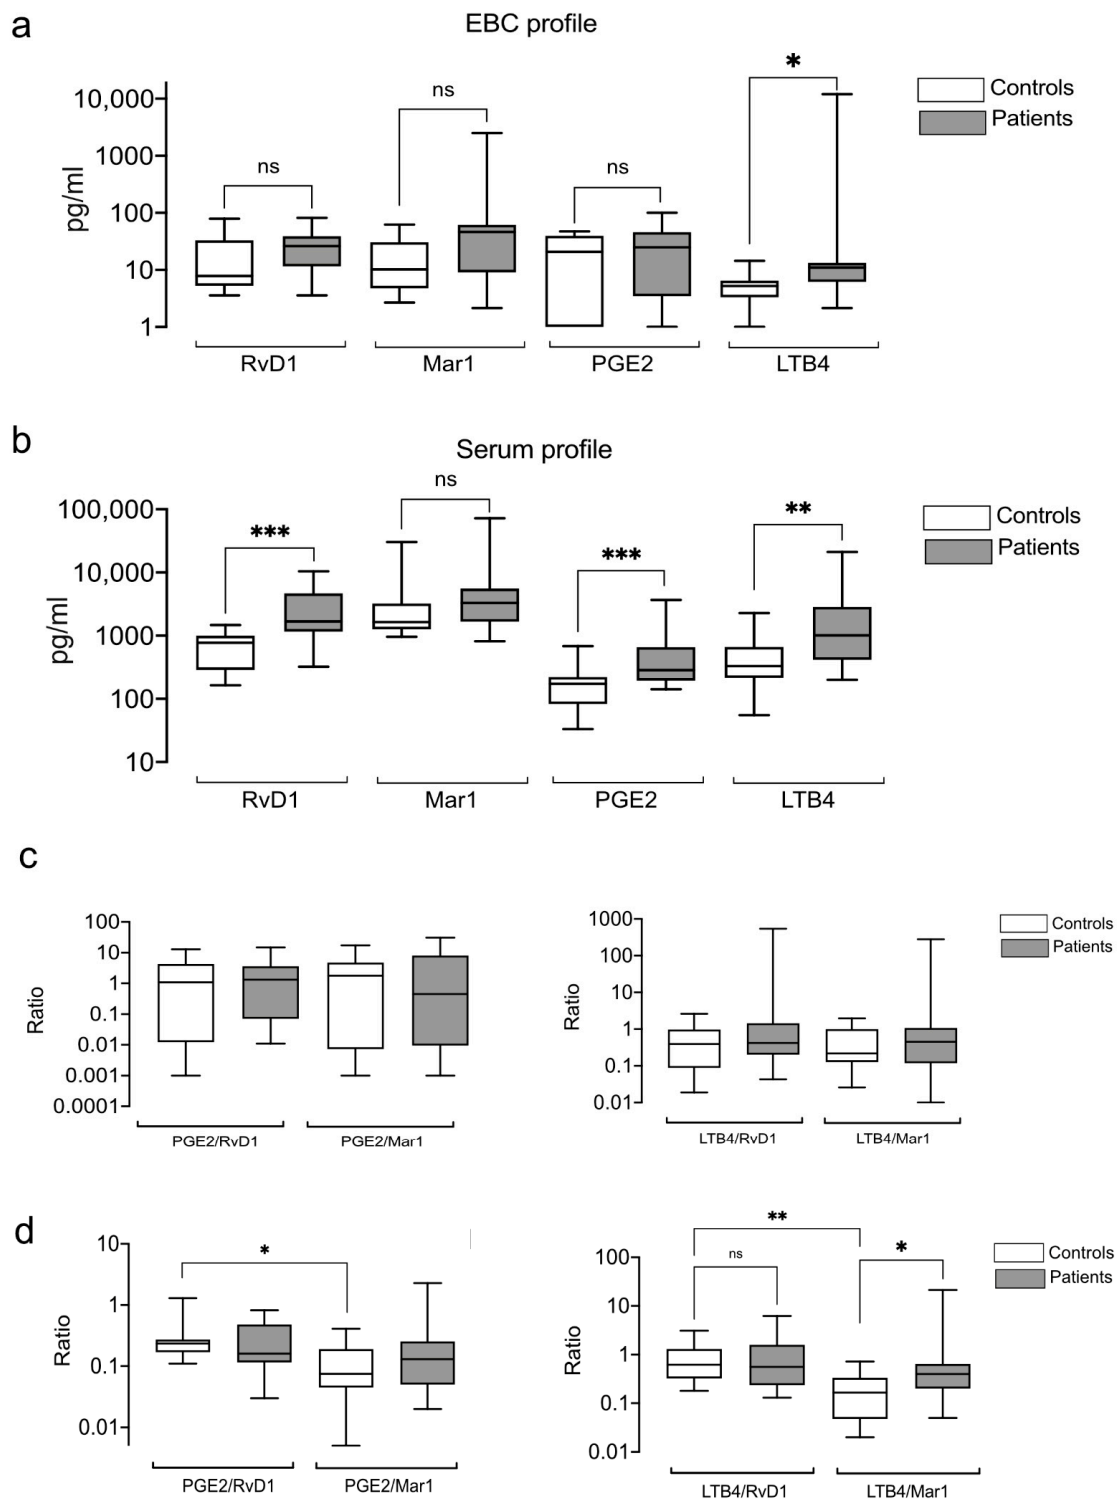 a
EBC profile
*
ns
ns
ns
Controls
Patients
pg/ml
10,000
1000
100
10
1
RvD1 Mar1 PGE2 LTB4
b
Serum profile
ns
***
***
**
Controls
Patients
pg/ml
100,000
10,000
1000
100
10
RvD1 Mar1 PGE2 LTB4
c
Ratio
100
10
1
0.1
0.01
0.001
0.0001
PGE2/RvD1 PGE2/Mar1
Ratio
1000
100
10
1
0.1
0.01
LTB4/RvD1 LTB4/Mar1
Controls
Patients
d
Ratio
10
1
0.1
0.01
*
PGE2/RvD1 PGE2/Mar1
Ratio
100
10
1
0.1
0.01
**
ns
*
LTB4/RvD1 LTB4/Mar1
Controls
Patients